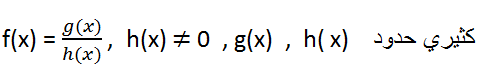 f(x) = g(x)/h(x) , h(x) ≠ 0 , g(x) , h( x) كثيري حدود